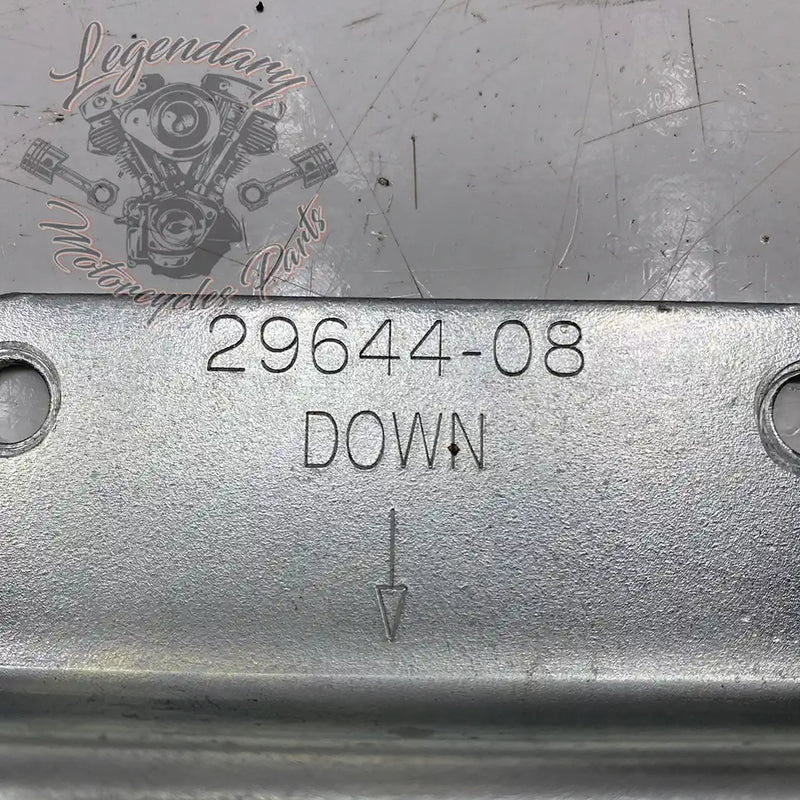 Legendary
Motorcycles Parts
29644-08
DOWN